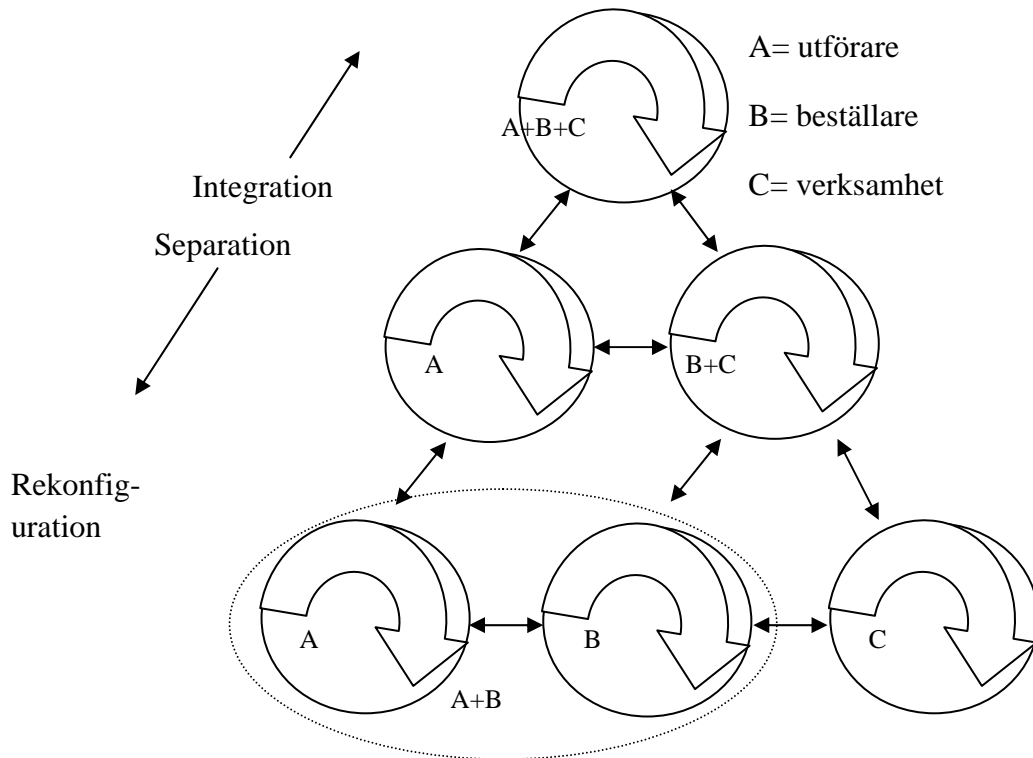 A= utförare
B= beställare
A+B+C
C= verksamhet
Integration
Separation
A
B+C
Rekonfig-
uration
A
B
C
A+B